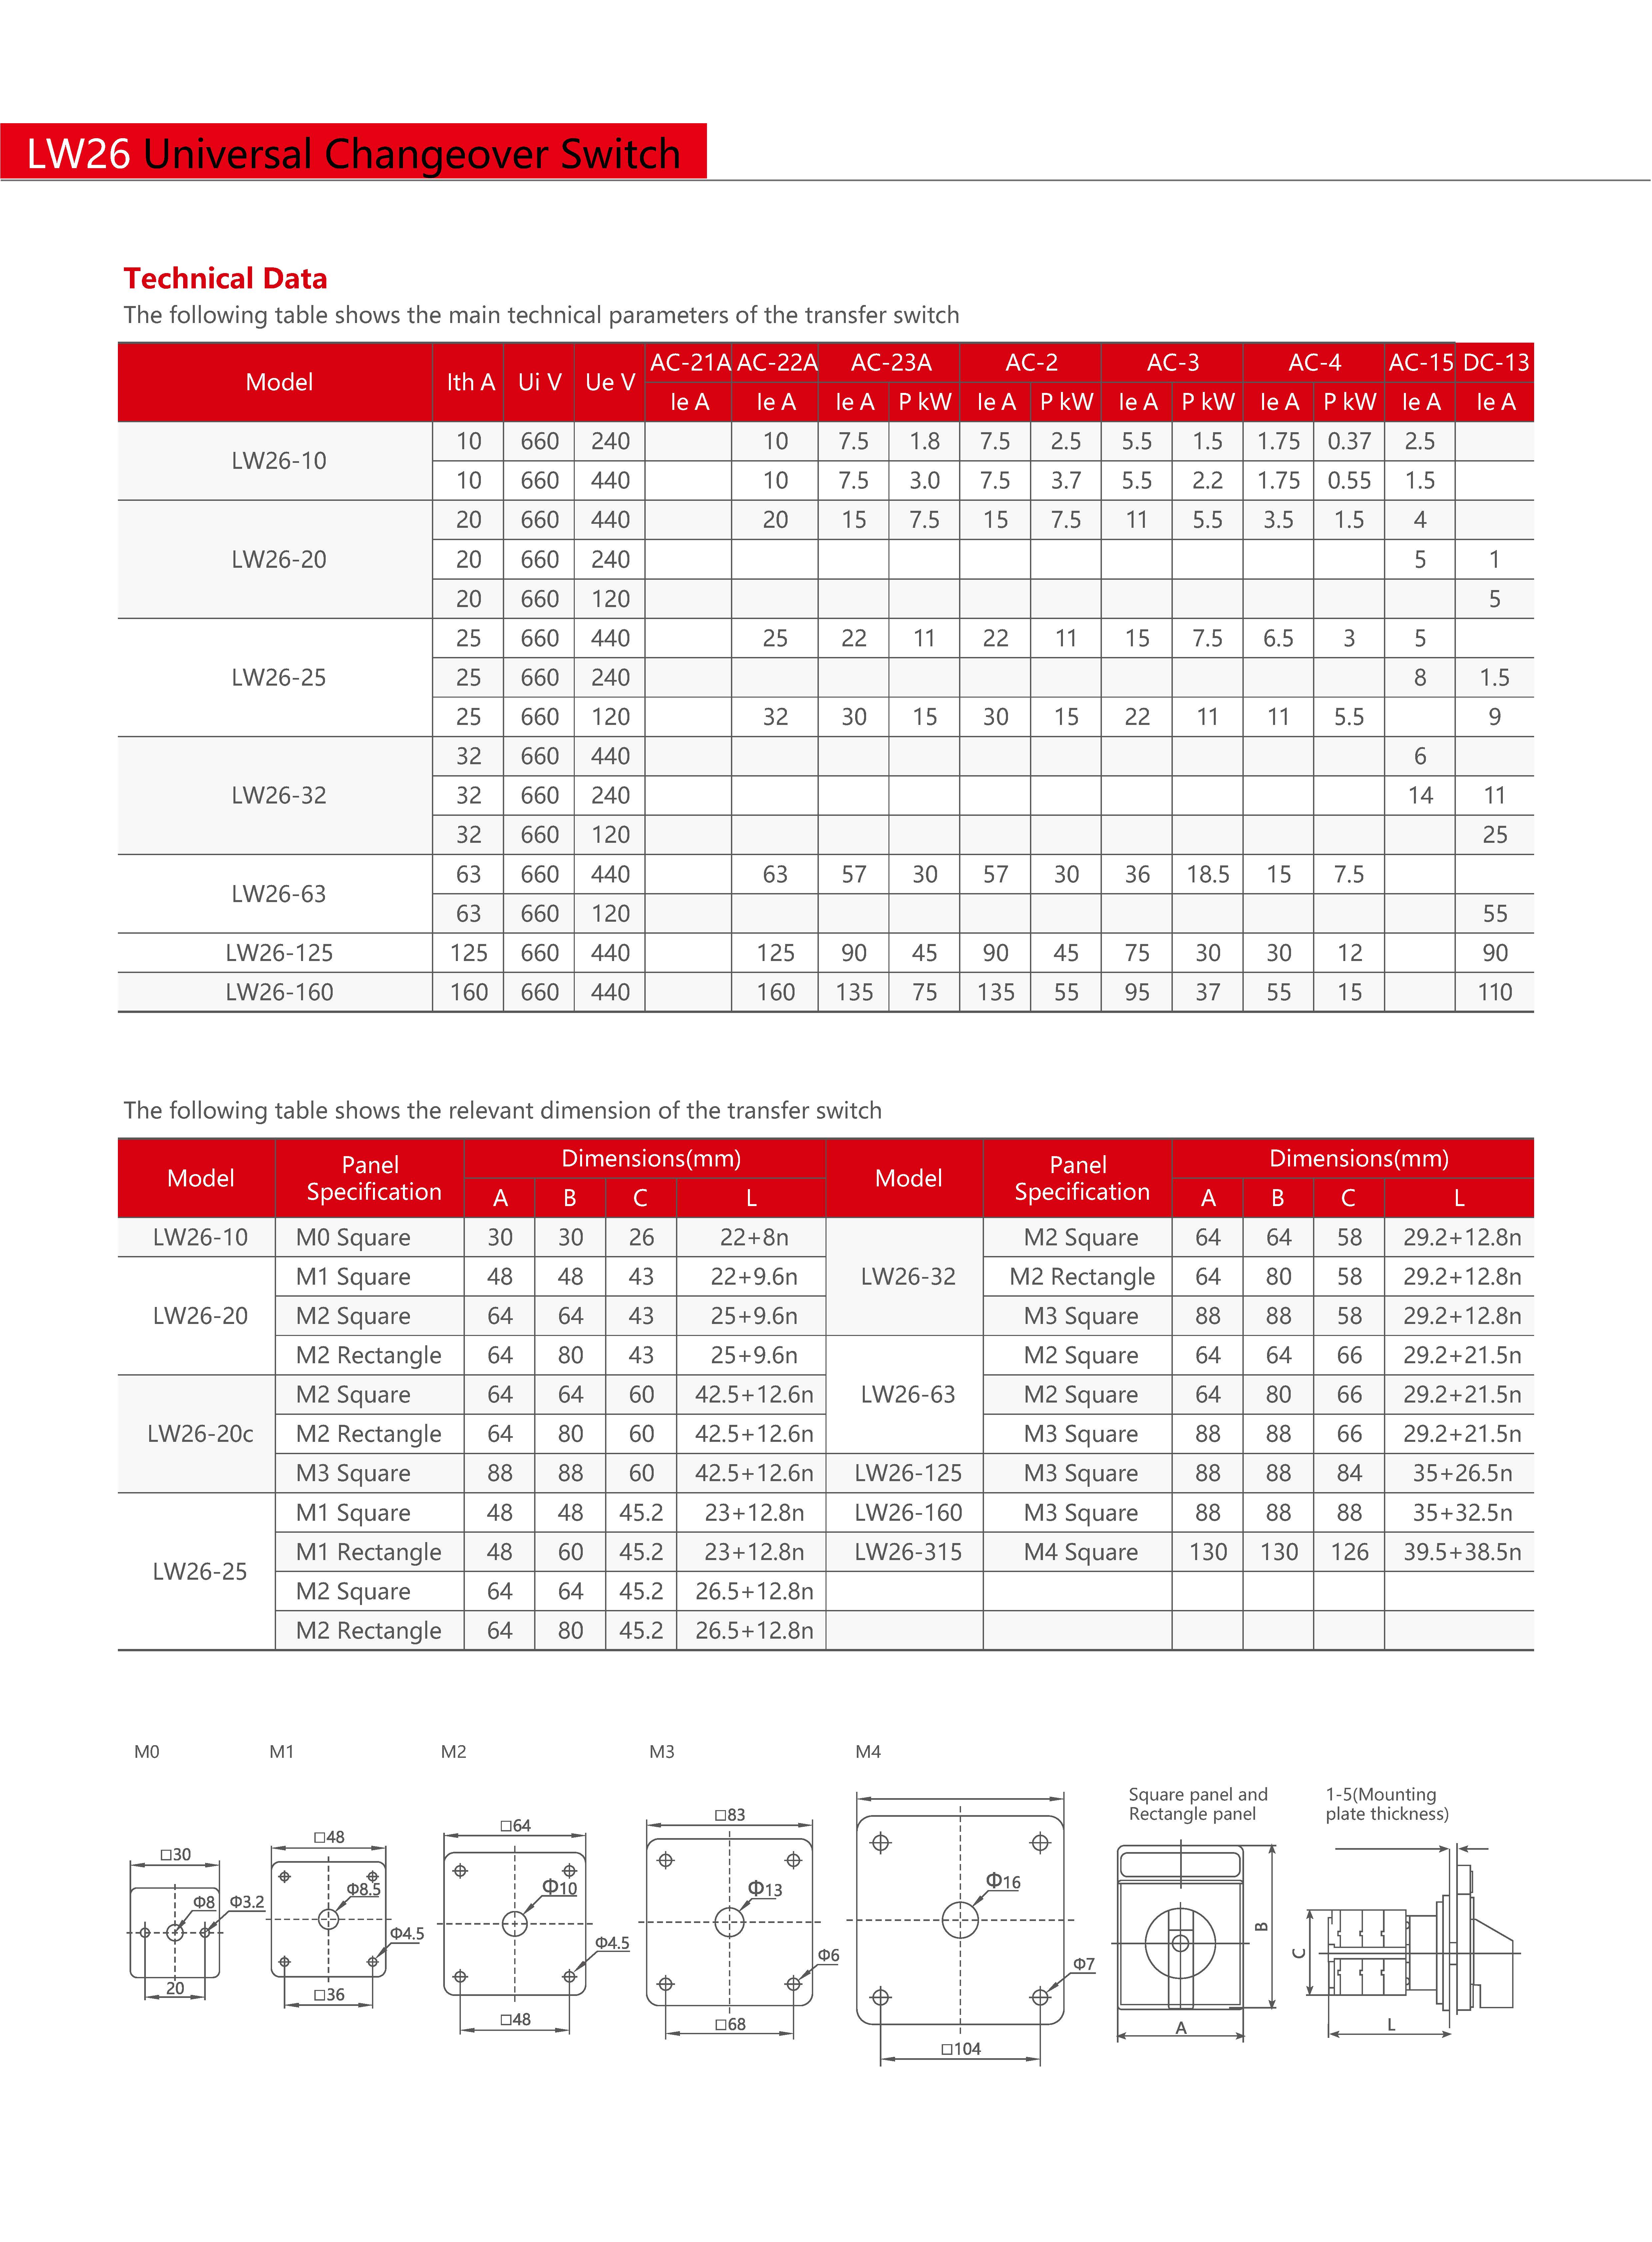 LW26 Universal Changeover Switch
Technical Data
The following table shows the main technical parameters of the transfer switch
Model Ith A Ui V Ue V AC-21A AC-22A AC-23A AC-2 AC-3 AC-4 AC-15 DC-13
Ie A Ie A Ie A P kW Ie A P kW Ie A P kW Ie A P kW Ie A Ie A
LW26-10 10 660 240 10 7.5 1.8 7.5 2.5 5.5 1.5 1.75 0.37 2.5
10 660 440 10 7.5 3.0 7.5 3.7 5.5 2.2 1.75 0.55 1.5
LW26-20 20 660 440 20 15 7.5 15 7.5 11 5.5 3.5 1.5 4
20 660 240 5 1
20 660 120 5
LW26-25 25 660 440 25 22 11 22 11 15 7.5 6.5 3 5
25 660 240 8 1.5
25 660 120 32 30 15 30 15 22 11 11 5.5 9
LW26-32 32 660 440 6
32 660 240 14 11
32 660 120 25
LW26-63 63 660 440 63 57 30 57 30 36 18.5 15 7.5
63 660 120 55
LW26-125 125 660 440 125 90 45 90 45 75 30 30 12 90
LW26-160 160 660 440 160 135 75 135 55 95 37 55 15 110
The following table shows the relevant dimension of the transfer switch
Model Panel Specification Dimensions(mm) Model Panel Specification Dimensions(mm)
A B C L A B C L
LW26-10 M0 Square 30 30 26 22+8n LW26-32 M2 Square 64 64 58 29.2+12.8n
LW26-20 M1 Square 48 48 43 22+9.6n M2 Rectangle 64 80 58 29.2+12.8n
M2 Square 64 64 43 25+9.6n M3 Square 88 88 58 29.2+12.8n
M2 Rectangle 64 80 43 25+9.6n LW26-63 M2 Square 64 64 66 29.2+21.5n
LW26-20c M2 Square 64 64 60 42.5+12.6n M2 Square 64 80 66 29.2+21.5n
M2 Rectangle 64 80 60 42.5+12.6n M3 Square 88 88 66 29.2+21.5n
M3 Square 88 88 60 42.5+12.6n LW26-125 M3 Square 88 88 84 35+26.5n
LW26-25 M1 Square 48 48 45.2 23+12.8n LW26-160 M3 Square 88 88 88 35+32.5n
M1 Rectangle 48 60 45.2 23+12.8n LW26-315 M4 Square 130 130 126 39.5+38.5n
M2 Square 64 64 45.2 26.5+12.8n
M2 Rectangle 64 80 45.2 26.5+12.8n
M0 M1 M2 M3 M4
□30
Φ8 Φ3.2
20
□48
Φ8.5
Φ4.5
□36
□64
Φ10
Φ4.5
□48
□83
Φ13
Φ6
□68
Φ16
Φ7
□104
Square panel and
Rectangle panel
B
A
1-5(Mounting
plate thickness)
C
L